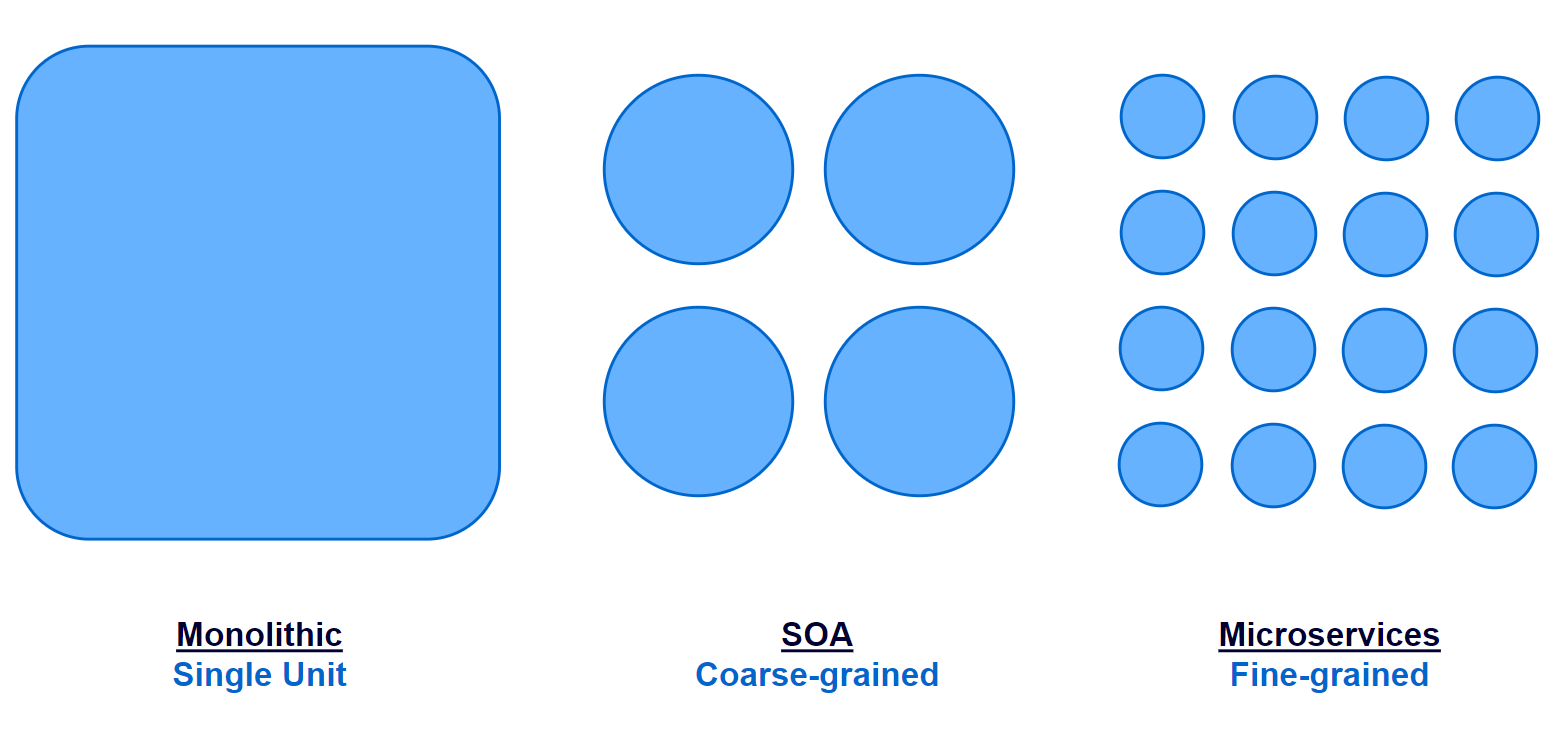 Monolithic
Single Unit
SOA
Coarse-grained
Microservices
Fine-grained